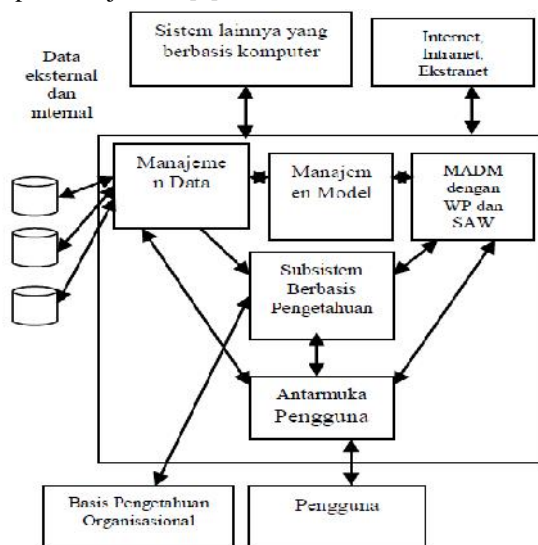 Sistem lainnya yang
berbasis komputer
Internet,
Intranet,
Ekstranet
Data
eksternal
dan
internal
Manajeme
n Data
Manajem
en Model
MADM
dengan
WP dan
SAW
Subsistem
Berbasis
Pengetahuan
Antarmuka
Pengguna
Basis Pengetahuan
Organisasional
Pengguna